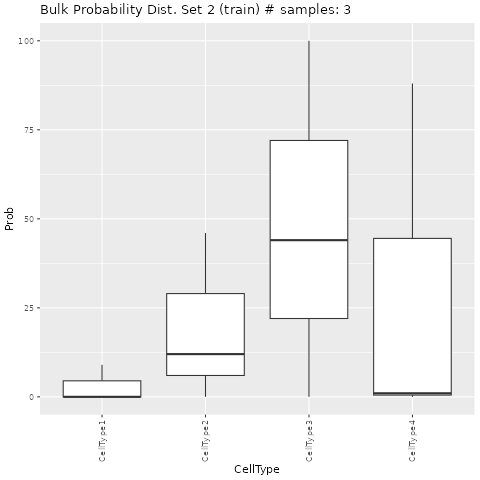 Bulk Probability Dist. Set 2 (train) # samples: 3
100
75
50
25
0
Prob
CellType1
CellType2
CellType3
CellType4
CellType